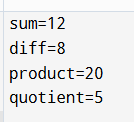 sum=12
diff=8
product=20
quotient=5